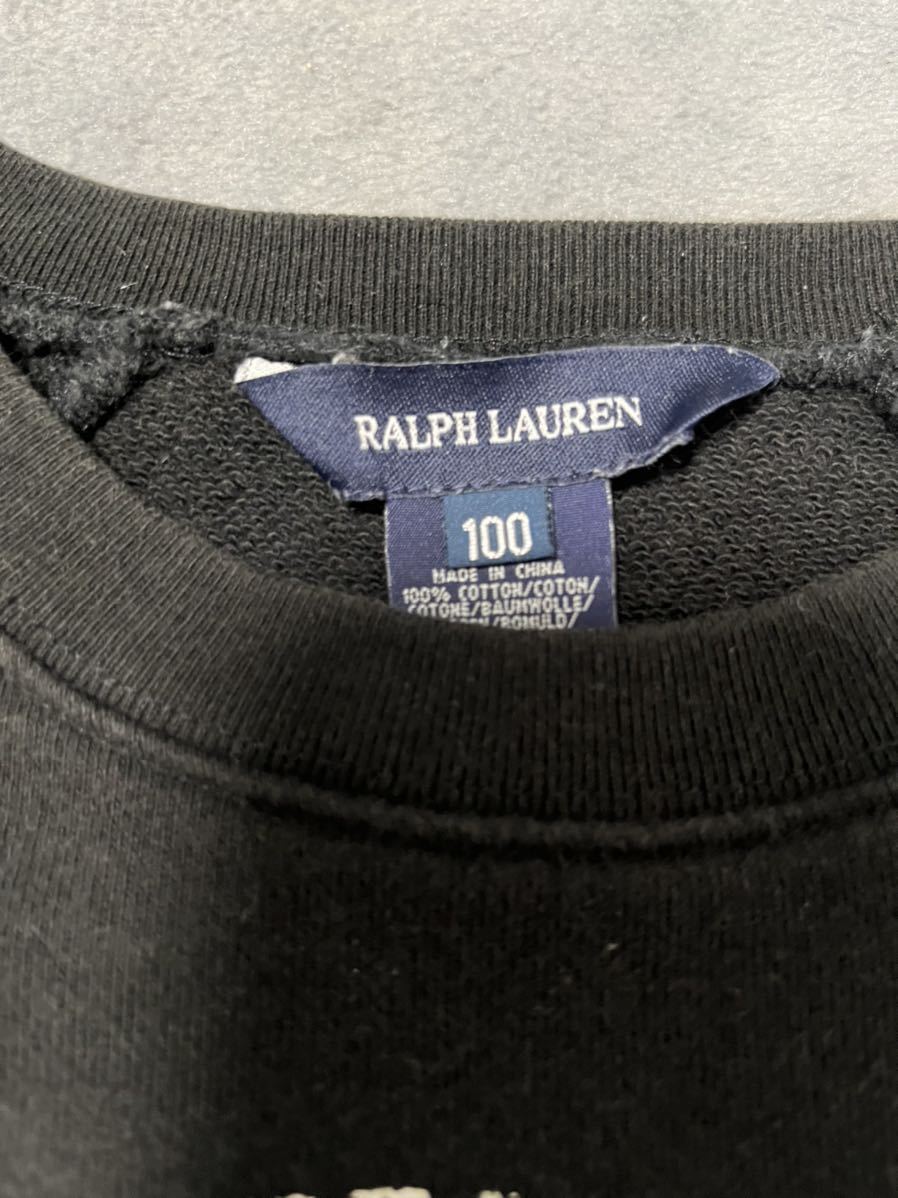 RALPH LAUREN
100
MADE IN CHINA
100% COTTON/COTON/
COTONE/BAUMWOLLE/